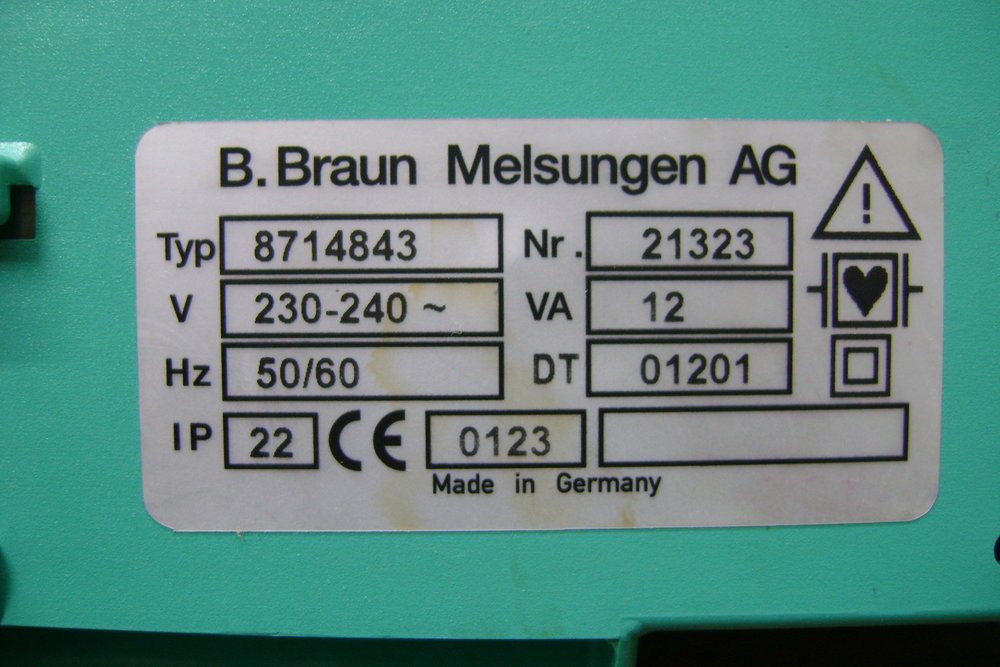 B. Braun Melsungen AG
Typ 8714843 Nr. 21323
V 230-240 ~ VA 12
Hz 50/60 DT 01201
IP 22 CE 0123
Made in Germany